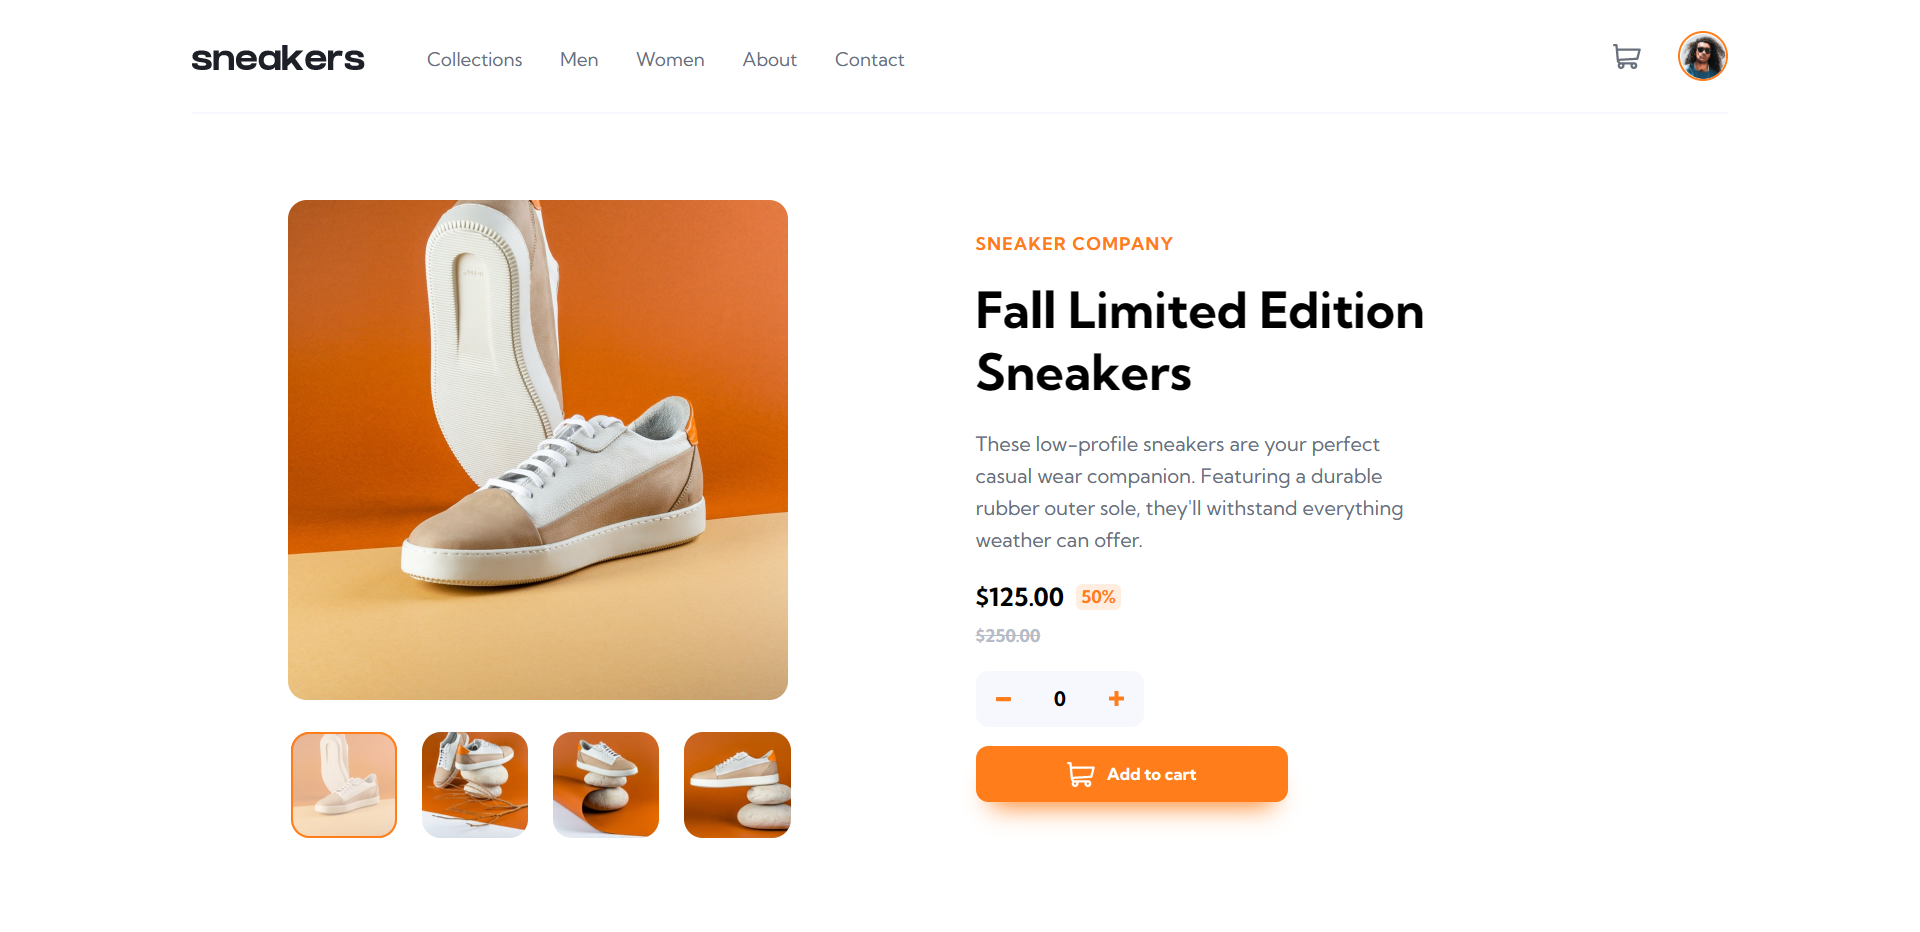 sneakers
Collections
Men
Women
About
Contact
SNEAKER COMPANY
Fall Limited Edition
Sneakers
These low-profile sneakers are your perfect
casual wear companion. Featuring a durable
rubber outer sole, they'll withstand everything
weather can offer.
$125.00 50%
$250.00
0
Add to cart